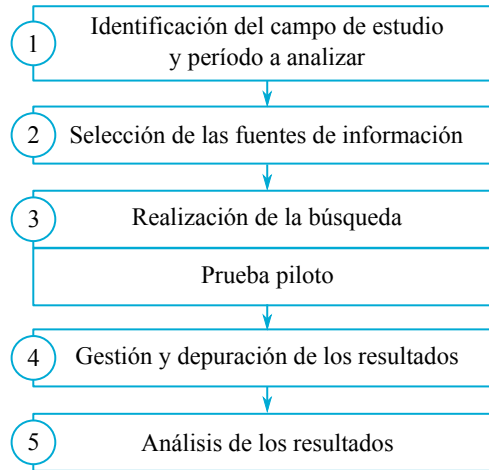 1
Identificación del campo de estudio
y período a analizar
2
Selección de las fuentes de información
3
Realización de la búsqueda
Prueba piloto
4
Gestión y depuración de los resultados
5
Análisis de los resultados